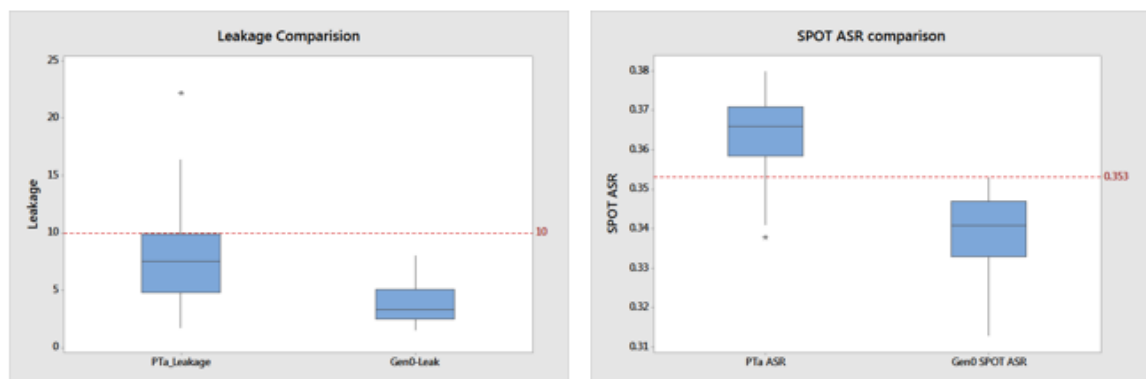 Leakage Comparision
25
20
15
10
5
0
Leakage
10
PTa_Leakage
Gen0-Leak
SPOT ASR comparison
0.38
0.37
0.36
0.35
0.34
0.33
0.32
0.31
SPOT ASR
0.353
PTa ASR
Gen0 SPOT ASR